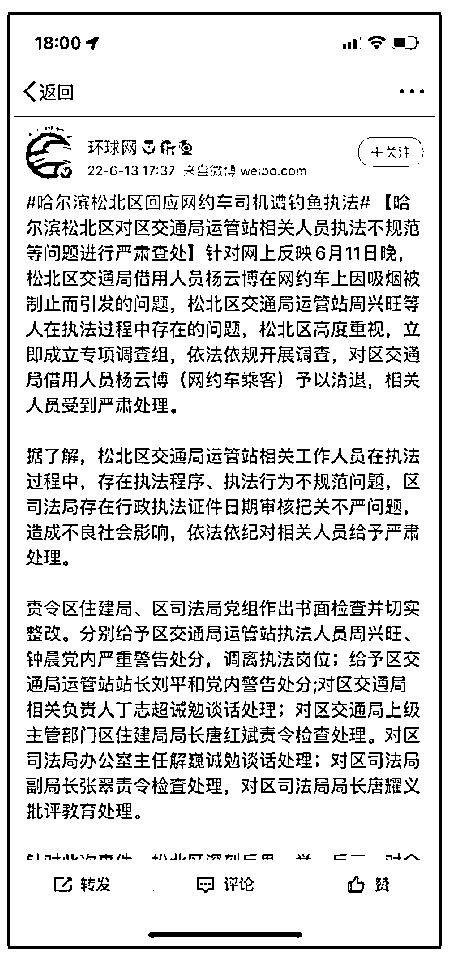 18:00
返回
环球网
+关注
22-6-13 17:37 来自微博 weibo.com
#哈尔滨松北区回应网约车司机遭钓鱼执法# 【哈
尔滨松北区对区交通局运管站相关人员执法不规范
等问题进行严肃查处】针对网上反映6月11日晚，
松北区交通局借用人员杨云博在网约车上因吸烟被
制止而引发的问题，松北区交通局运管站周兴旺等
人在执法过程中存在的问题，松北区高度重视，立
即成立专项调查组，依法依规开展调查，对区交通
局借用人员杨云博（网约车乘客）予以清退，相关
人员受到严肃处理。
据了解，松北区交通局运管站相关工作人员在执法
过程中，存在执法程序、执法行为不规范问题，区
司法局存在行政执法证件日期审核把关不严问题，
造成不良社会影响，依法依纪对相关人员给予严肃
处理。
责令区住建局、区司法局党组作出书面检查并切实
整改。分别给予区交通局运管站执法人员周兴旺、
钟晨党内严重警告处分，调离执法岗位；给予区交
通局运管站站长刘平和党内警告处分;对区交通局
相关负责人丁志超诫勉谈话处理；对区交通局上级
主管部门区住建局局长唐红斌责令检查处理。对区
司法局办公室主任解巍诫勉谈话处理；对区司法局
副局长张翠责令检查处理，对区司法局局长唐耀义
批评教育处理。
转发
评论
赞